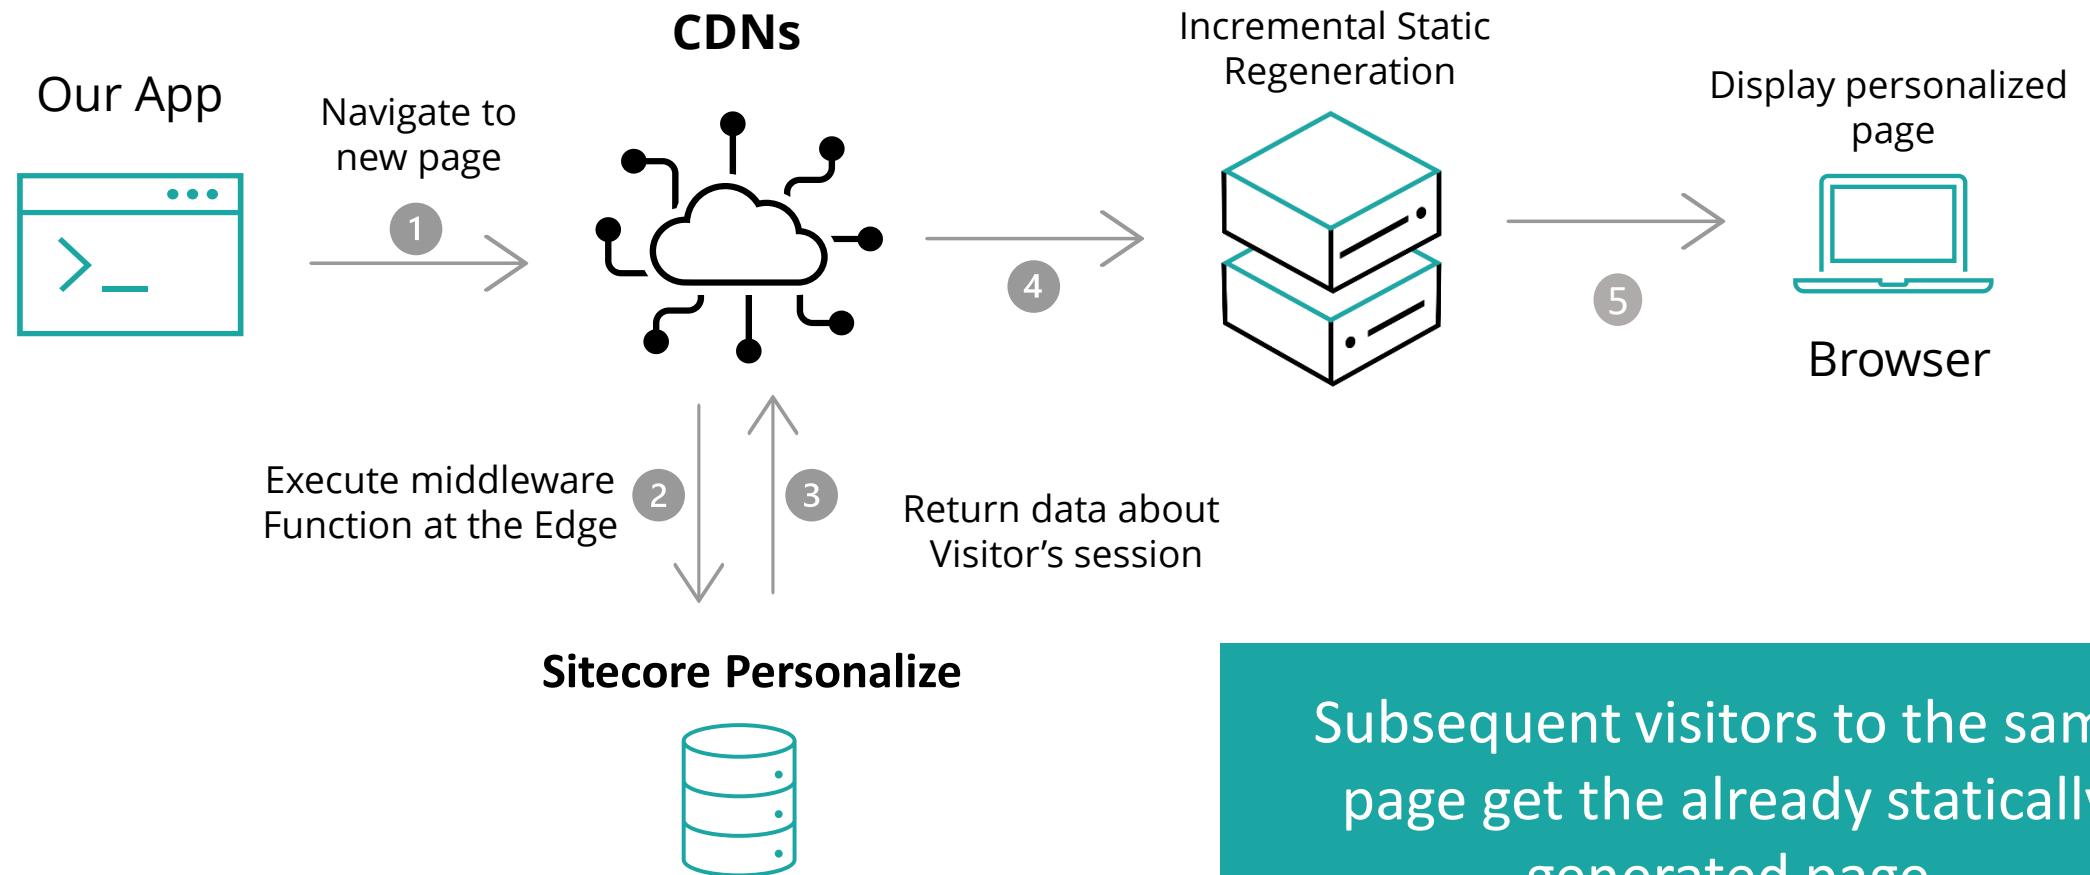 Our App
Navigate to
new page
1
CDNs
4
Incremental Static
Regeneration
5
Display personalized
page
Browser
Execute middleware
Function at the Edge
2
3
Return data about
Visitor’s session
Sitecore Personalize
Subsequent visitors to the
page get the already
generated page